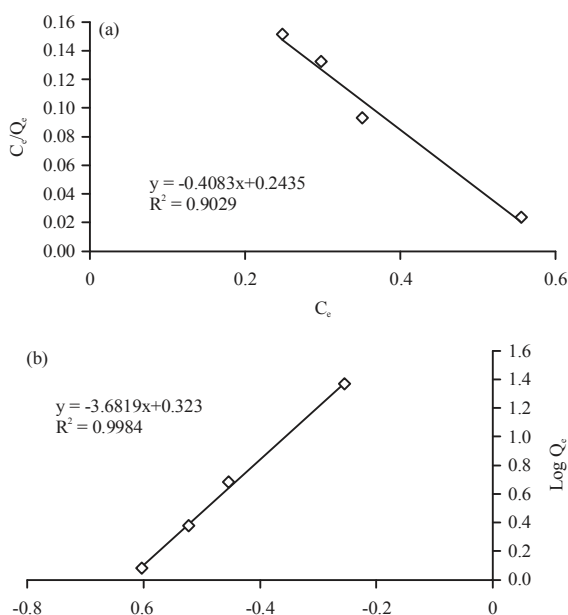 (a)
0.16
0.14
0.12
0.10
0.08
0.06
0.04
0.02
0.00
Cₑ/Qₑ
y = -0.4083x+0.2435
R² = 0.9029
0 0.2 0.4 0.6
Cₑ
(b)
y = -3.6819x+0.323
R² = 0.9984
1.6
1.4
1.2
1.0
0.8
0.6
0.4
0.2
0
Log Qₑ
-0.8 0.6 -0.4 -0.2 0